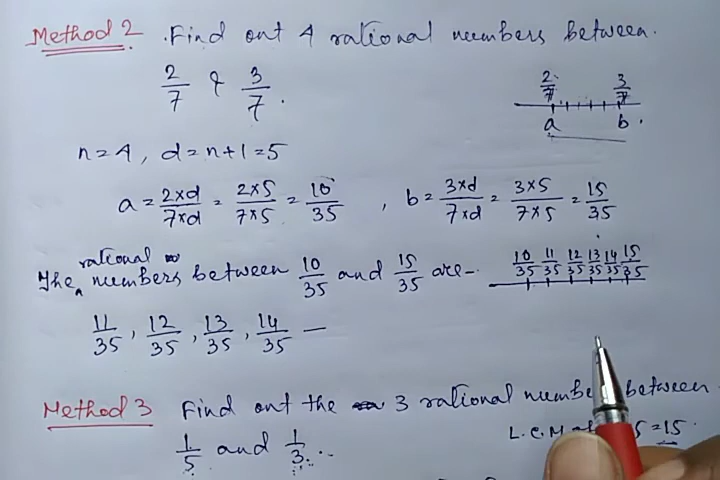 Method 2 . Find out 4 rational numbers between.
2/7 & 3/7 .
2/7 3/7
a b .
n=4, d=n+1=5
a = 2×d/7×d = 2×5/7×5 = 10/35 , b = 3×d/7×d = 3×5/7×5 = 15/35
The rational numbers between 10/35 and 15/35 are-
10/35 11/35 12/35 13/35 14/35 15/35
11/35 , 12/35 , 13/35 , 14/35 —
Method 3 Find out the 3 rational between
1/5 and 1/3 .
L.C.M 5 = 15.